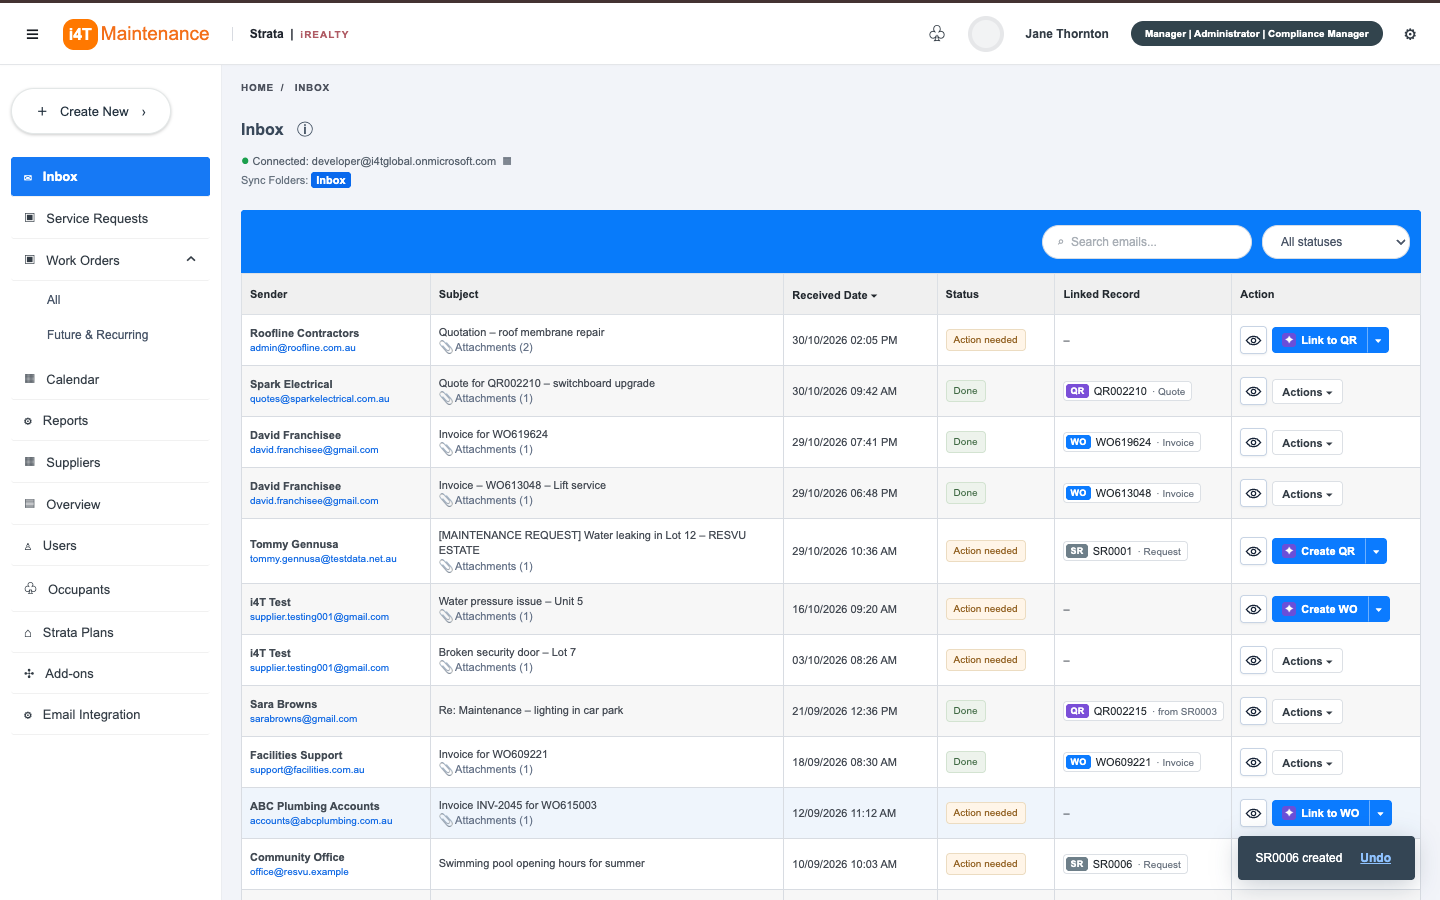 i4T Maintenance
Strata | iREALTY
Jane Thornton
Manager | Administrator | Compliance Manager
+ Create New ›
Inbox
Service Requests
Work Orders
All
Future & Recurring
Calendar
Reports
Suppliers
Overview
Users
Occupants
Strata Plans
Add-ons
Email Integration
HOME / INBOX
Inbox
Connected: developer@i4tglobal.onmicrosoft.com
Sync Folders: Inbox
Search emails...
All statuses
Sender Subject Received Date Status Linked Record Action
Roofline Contractors
admin@roofline.com.au
Quotation – roof membrane repair
Attachments (2)
30/10/2026 02:05 PM
Action needed
–
Link to QR
Spark Electrical
quotes@sparkelectrical.com.au
Quote for QR002210 – switchboard upgrade
Attachments (1)
30/10/2026 09:42 AM
Done
QR QR002210 · Quote
Actions
David Franchisee
david.franchisee@gmail.com
Invoice for WO619624
Attachments (1)
29/10/2026 07:41 PM
Done
WO WO619624 · Invoice
Actions
David Franchisee
david.franchisee@gmail.com
Invoice – WO613048 – Lift service
Attachments (1)
29/10/2026 06:48 PM
Done
WO WO613048 · Invoice
Actions
Tommy Gennusa
tommy.gennusa@testdata.net.au
[MAINTENANCE REQUEST] Water leaking in Lot 12 – RESVU
ESTATE
Attachments (1)
29/10/2026 10:36 AM
Action needed
SR SR0001 · Request
Create QR
i4T Test
supplier.testing001@gmail.com
Water pressure issue – Unit 5
Attachments (1)
16/10/2026 09:20 AM
Action needed
–
Create WO
i4T Test
supplier.testing001@gmail.com
Broken security door – Lot 7
Attachments (1)
03/10/2026 08:26 AM
Action needed
–
Actions
Sara Browns
sarabrowns@gmail.com
Re: Maintenance – lighting in car park
21/09/2026 12:36 PM
Done
QR QR002215 · from SR0003
Actions
Facilities Support
support@facilities.com.au
Invoice for WO609221
Attachments (1)
18/09/2026 08:30 AM
Done
WO WO609221 · Invoice
Actions
ABC Plumbing Accounts
accounts@abcplumbing.com.au
Invoice INV-2045 for WO615003
Attachments (1)
12/09/2026 11:12 AM
Action needed
–
Link to WO
Community Office
office@resvu.example
Swimming pool opening hours for summer
10/09/2026 10:03 AM
Action needed
SR SR0006 · Request
SR0006 created Undo